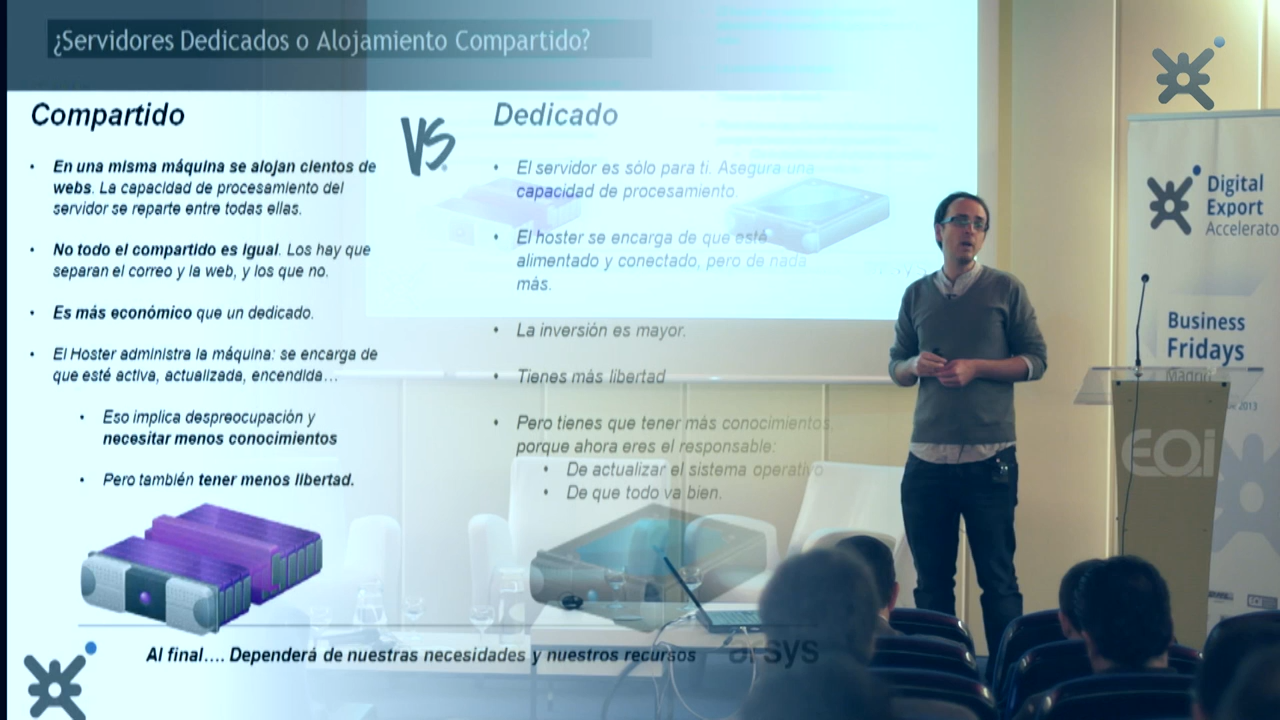 ¿Servidores Dedicados o Alojamiento Compartido?
Compartido
VS.
Dedicado
• En una misma máquina se alojan cientos de
webs. La capacidad de procesamiento del
servidor se reparte entre todas ellas.
• No todo el compartido es igual. Los hay que
separan el correo y la web, y los que no.
• Es más económico que un dedicado.
• El Hoster administra la máquina: se encarga de
que esté activa, actualizada, encendida…
• Eso implica despreocupación y
necesitar menos conocimientos
• Pero también tener menos libertad.
• El servidor es sólo para ti. Asegura una
capacidad de procesamiento.
• El hoster se encarga de que esté
alimentado y conectado, pero de nada
más.
• La inversión es mayor.
• Tienes más libertad
• Pero tienes que tener más conocimientos,
porque ahora eres el responsable:
• De actualizar el sistema operativo
• De que todo va bien.
Al final…. Dependerá de nuestras necesidades y nuestros recursos
arsys
Digital
Export
Accelerato
Business
Fridays
Madrid
2013
EOi